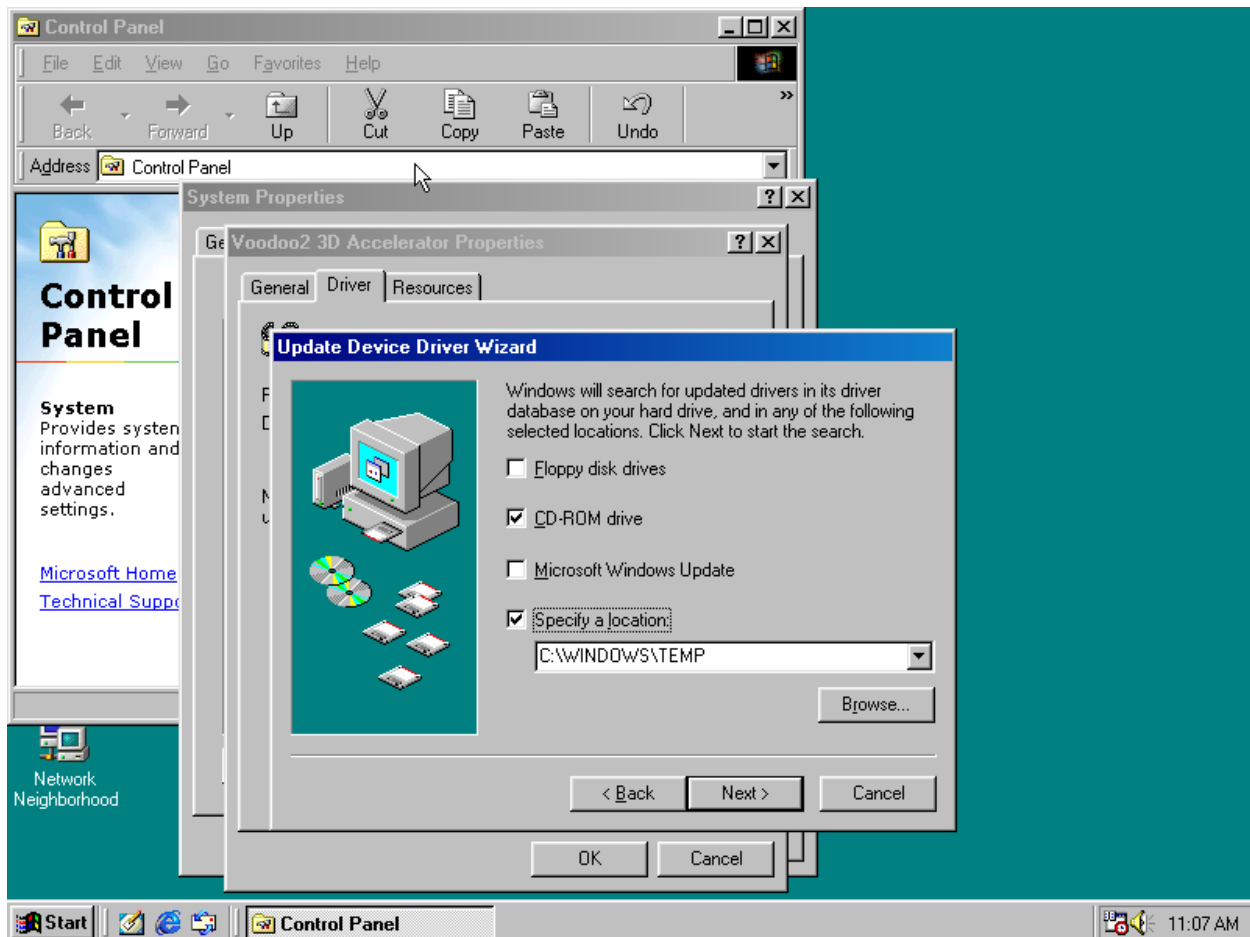 Control Panel
File Edit View Go Favorites Help
Back Forward Up Cut Copy Paste Undo »
Address Control Panel
System Properties
Ge
Voodoo2 3D Accelerator Properties
General Driver Resources
Control
Panel
System
Provides system
information and
changes
advanced
settings.
Microsoft Home
Technical Suppo
Update Device Driver Wizard
Windows will search for updated drivers in its driver
database on your hard drive, and in any of the following
selected locations. Click Next to start the search.
Floppy disk drives
CD-ROM drive
Microsoft Windows Update
Specify a location:
C:\WINDOWS\TEMP
Browse...
< Back Next > Cancel
OK Cancel
Network
Neighborhood
Start Control Panel 11:07 AM